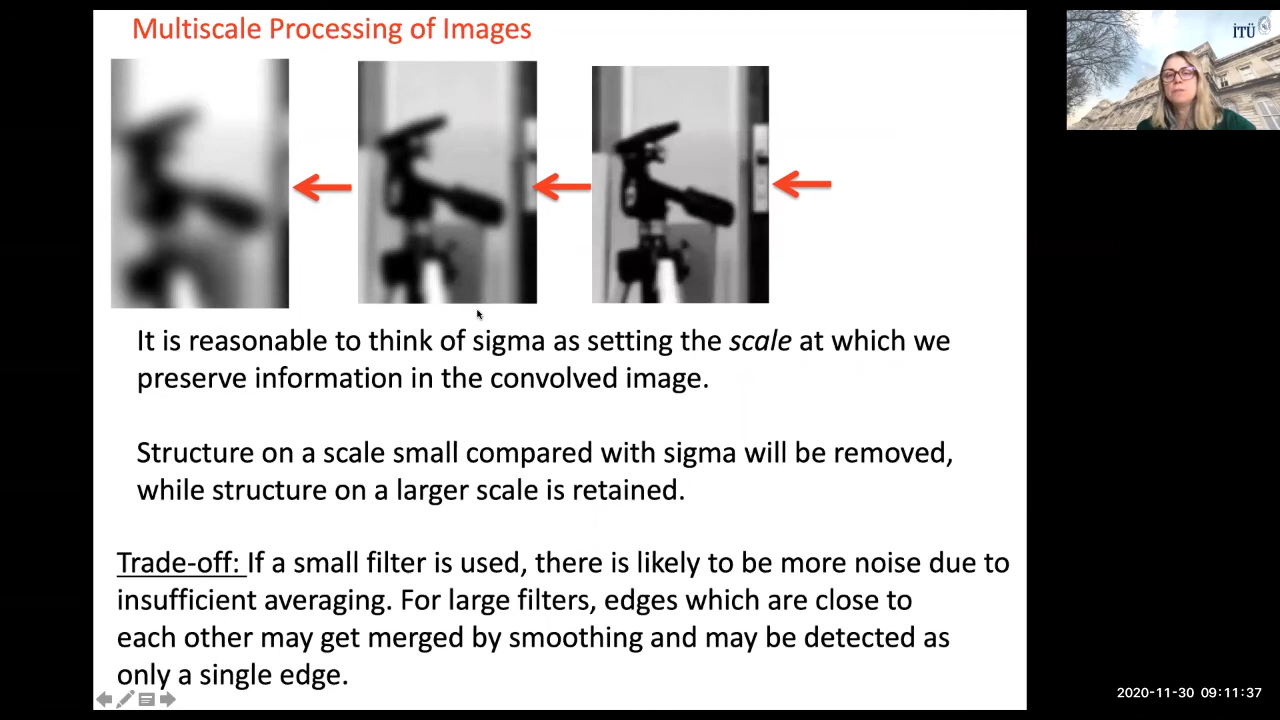 Multiscale Processing of Images
İTÜ
It is reasonable to think of sigma as setting the scale at which we
preserve information in the convolved image.
Structure on a scale small compared with sigma will be removed,
while structure on a larger scale is retained.
Trade-off: If a small filter is used, there is likely to be more noise due to
insufficient averaging. For large filters, edges which are close to
each other may get merged by smoothing and may be detected as
only a single edge.
2020-11-30 09:11:37